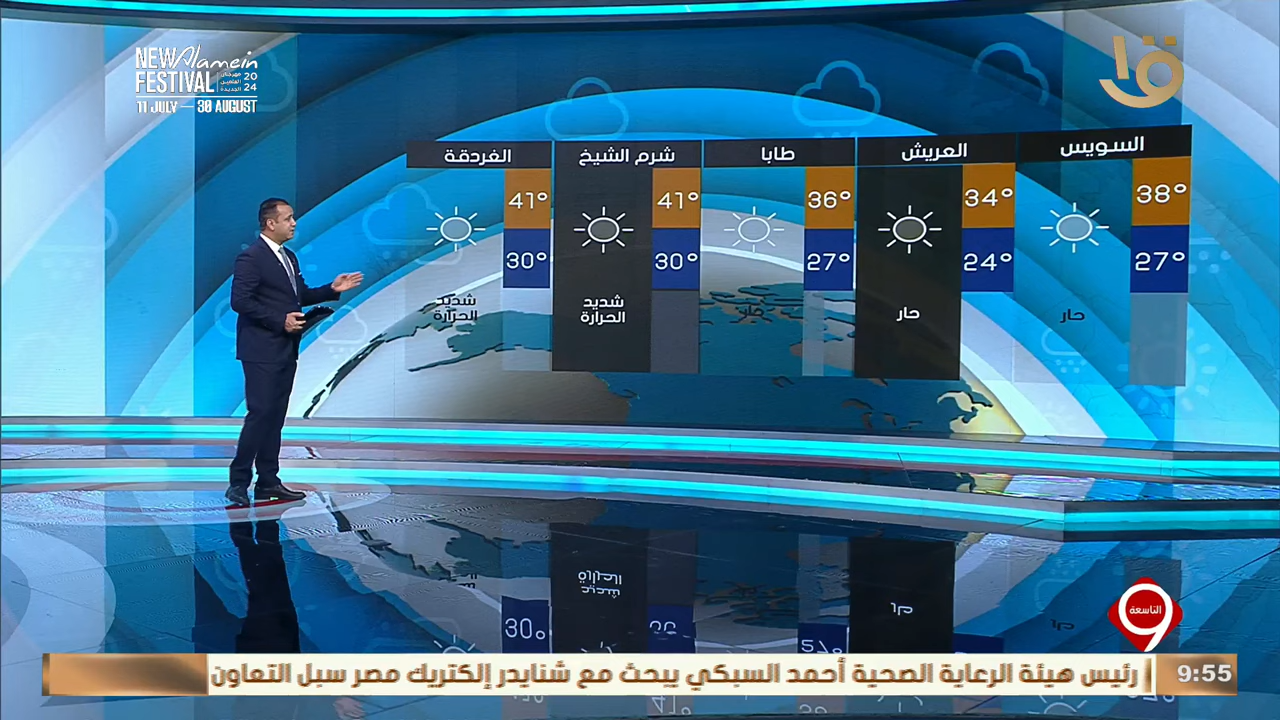 NEW Alamein
FESTIVAL
مهرجان
العلمين
الجديدة
20
24
11 JULY — 30 AUGUST
السويس
38°
27°
حار
العريش
34°
24°
حار
طابا
36°
27°
حار
شرم الشيخ
41°
30°
شديد
الحرارة
الغردقة
41°
30°
شديد
الحرارة
التاسعة
9
رئيس هيئة الرعاية الصحية أحمد السبكي يبحث مع شنايدر إلكتريك مصر سبل التعاون
9:55